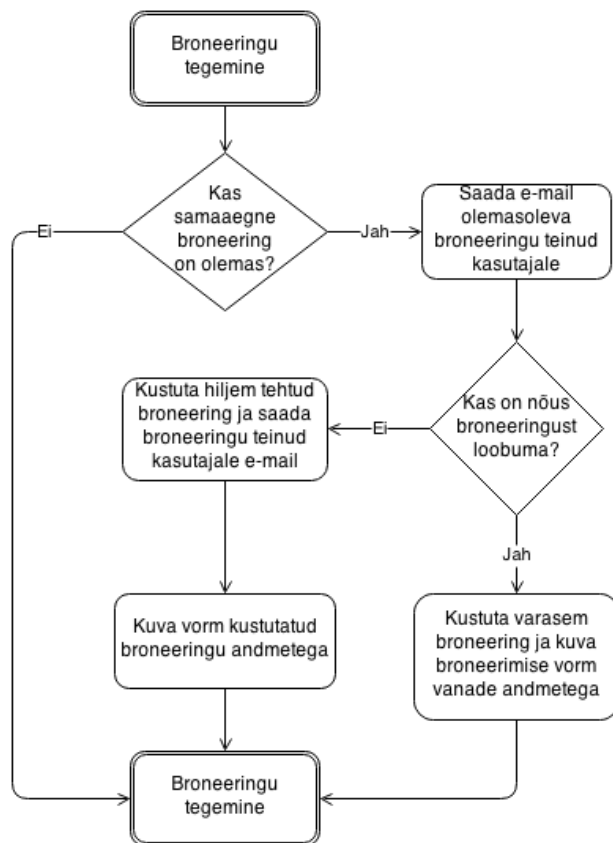 Broneeringu
tegemine
Kas
samaaegne
broneering
on olemas?
Ei
Jah
Saada e-mail
olemasoleva
broneeringu teinud
kasutajale
Kas on nõus
broneeringust
loobuma?
Ei
Jah
Kustuta hiljem tehtud
broneering ja saada
broneeringu teinud
kasutajale e-mail
Kuva vorm kustutatud
broneeringu andmetega
Kustuta varasem
broneering ja kuva
broneerimise vorm
vanade andmetega
Broneeringu
tegemine